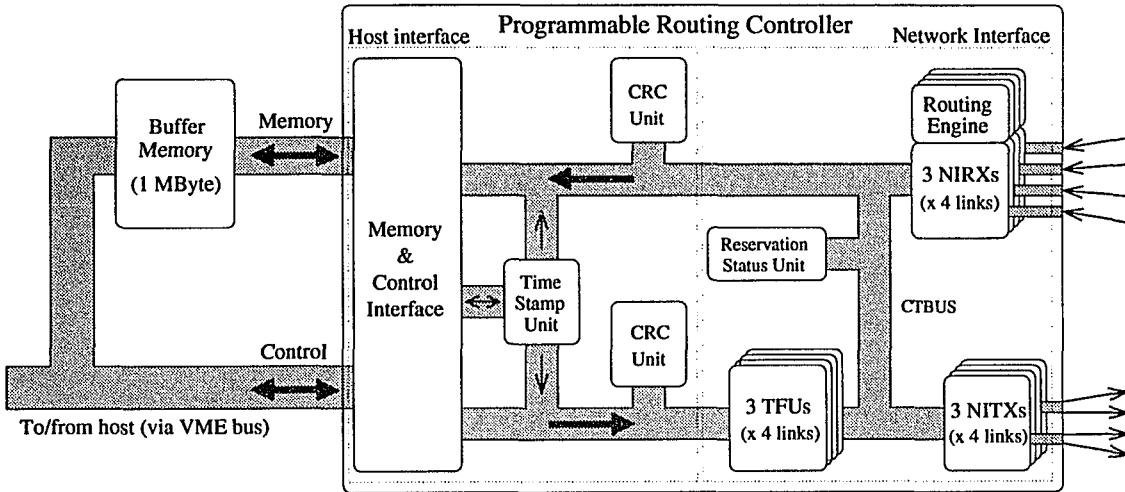 Programmable Routing Controller
Host interface
Network Interface
Buffer
Memory
(1 MByte)
Memory
CRC
Unit
Routing
Engine
3 NIRXs
(x 4 links)
Memory
&
Control
Interface
Reservation
Status Unit
Time
Stamp
Unit
CTBUS
CRC
Unit
Control
To/from host (via VME bus)
3 TFUs
(x 4 links)
3 NITXs
(x 4 links)